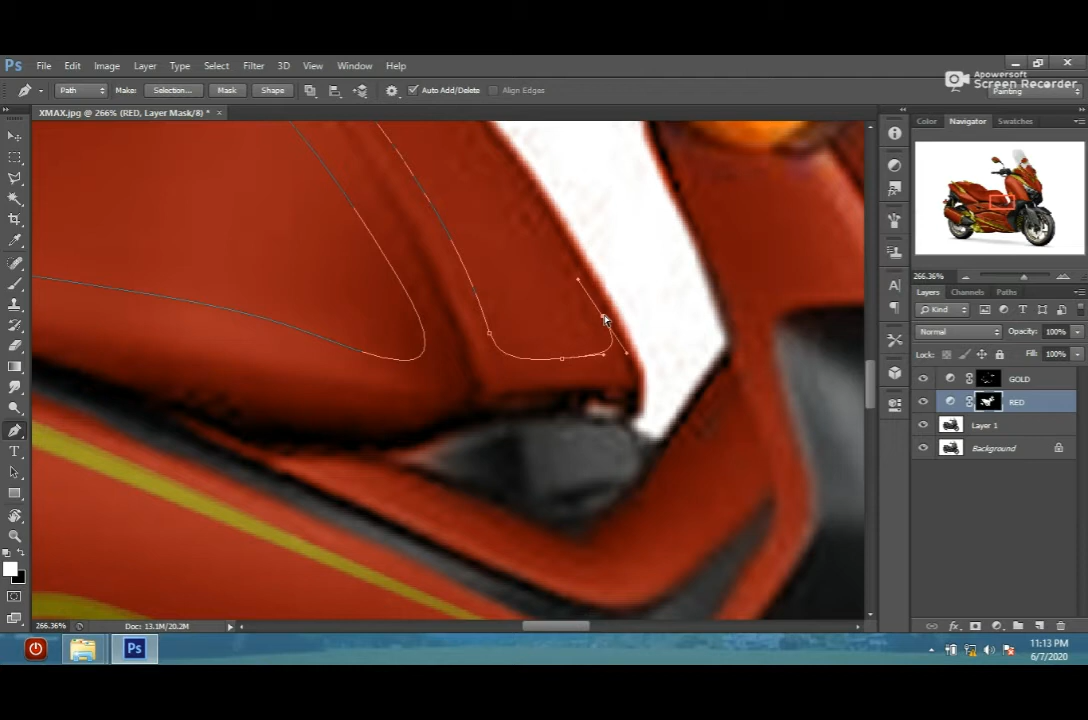 Ps File Edit Image Layer Type Select Filter 3D View Window Help
Apowersoft
Screen Recorder
Path Make: Selection... Mask Shape Auto Add/Delete Align Edges Painting
XMAX.jpg @ 266% (RED, Layer Mask/8) * ×
Color Navigator Swatches
266.36%
Layers Channels Paths
Kind
Normal Opacity: 100%
Lock: Fill: 100%
GOLD
RED
Layer 1
Background
266.36% Doc: 13.1M/20.2M
Ps
11:13 PM
6/7/2020